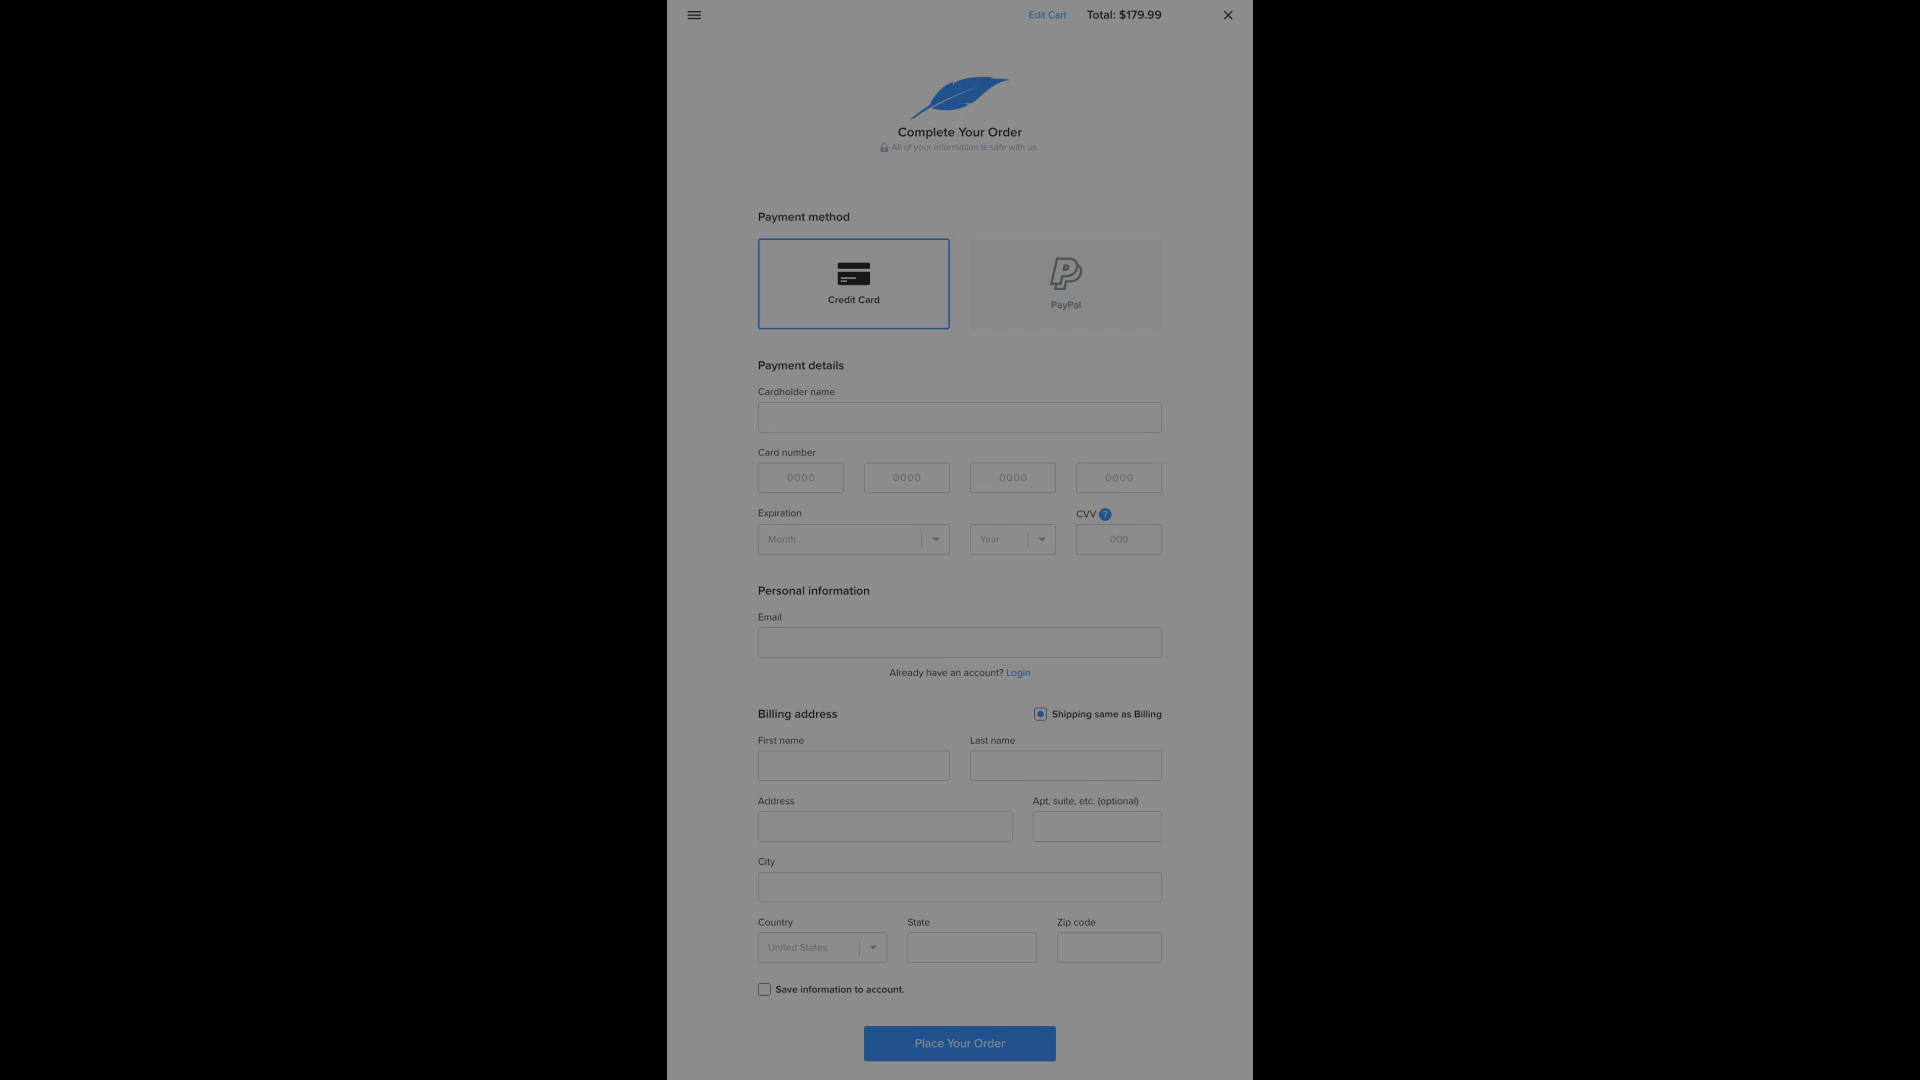 Edit Cart Total: $179.99
Complete Your Order
All of your information is safe with us.
Payment method
Credit Card
PayPal
Payment details
Cardholder name
Card number
0000 0000 0000 0000
Expiration CVV ?
Month Year 000
Personal information
Email
Already have an account? Login
Billing address Shipping same as Billing
First name Last name
Address Apt, suite, etc. (optional)
City
Country State Zip code
United States
Save information to account.
Place Your Order